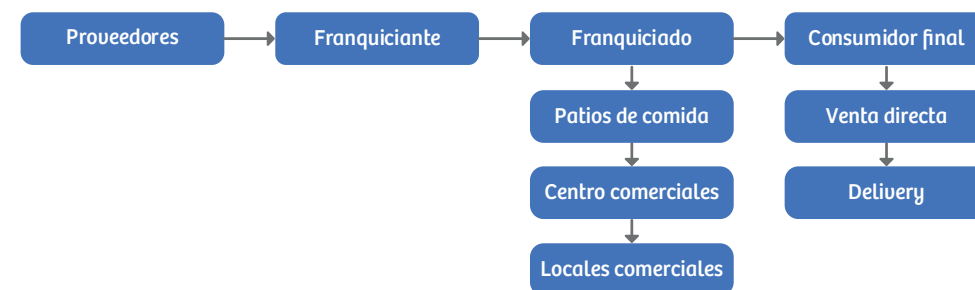 Proveedores
Franquiciante
Franquiciado
Consumidor final
Patios de comida
Venta directa
Centro comerciales
Delivery
Locales comerciales